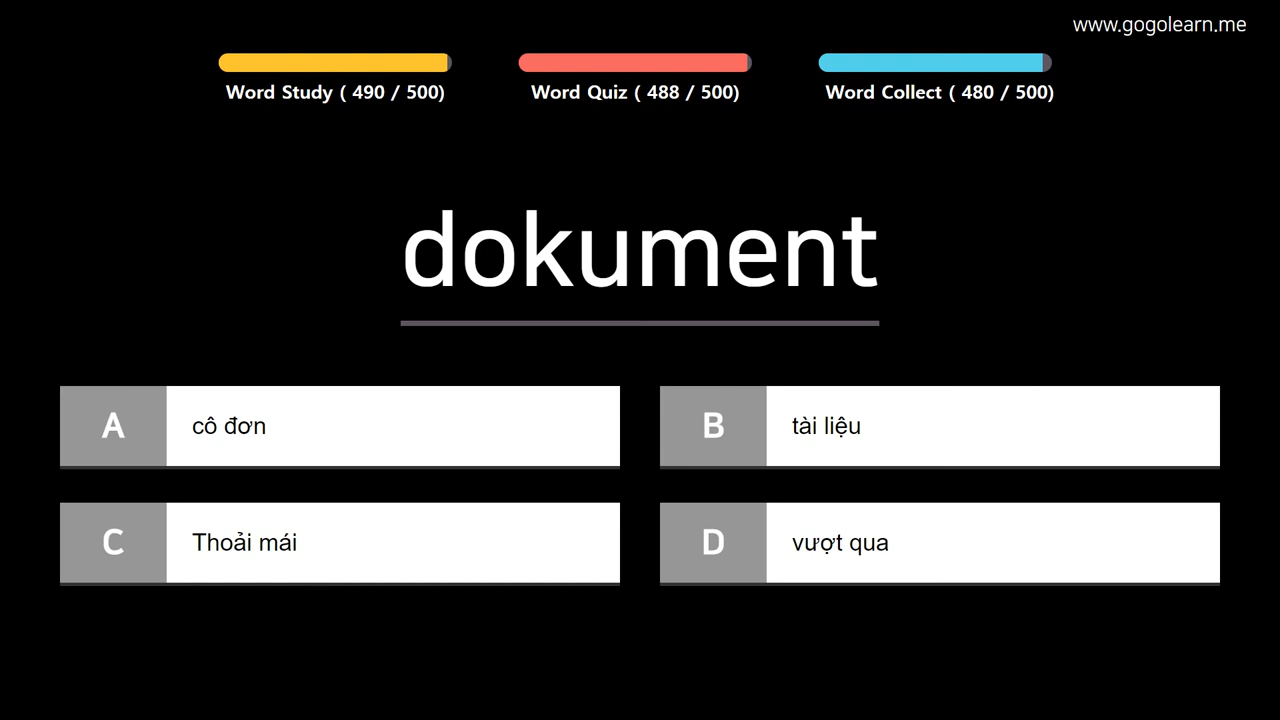 www.gogolearn.me
Word Study ( 490 / 500)
Word Quiz ( 488 / 500)
Word Collect ( 480 / 500)
dokument
A cô đơn
B tài liệu
C Thoải mái
D vượt qua